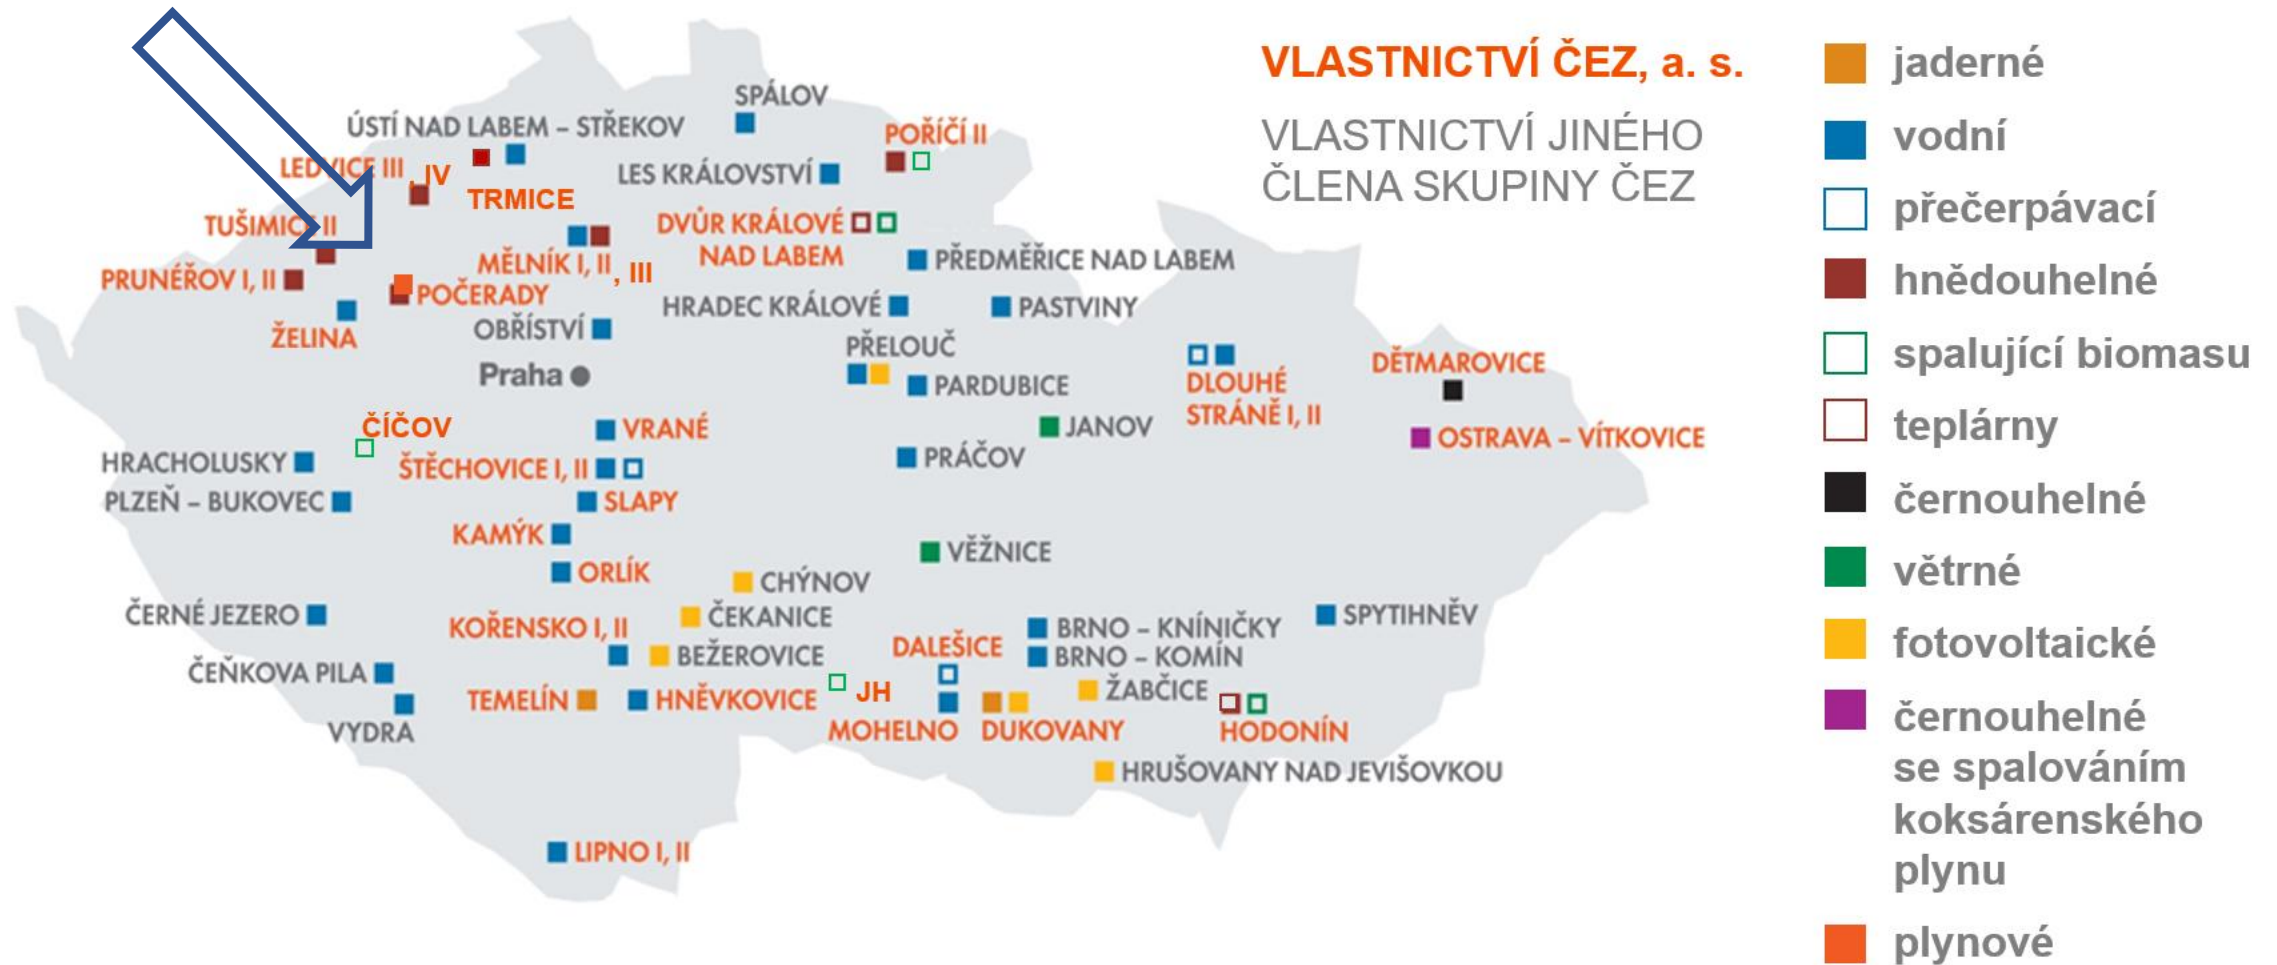 VLASTNICTVÍ ČEZ, a. s.
VLASTNICTVÍ JINÉHO
ČLENA SKUPINY ČEZ
jaderné
vodní
přečerpávací
hnědouhelné
spalující biomasu
teplárny
černouhelné
větrné
fotovoltaické
černouhelné
se spalováním
koksárenského
plynu
plynové
SPÁLOV
ÚSTÍ NAD LABEM – STŘEKOV
POŘÍČÍ II
LEDVICE III , IV
LES KRÁLOVSTVÍ
TRMICE
TUŠIMICE II
DVŮR KRÁLOVÉ
NAD LABEM
MĚLNÍK I, II , III
PŘEDMĚŘICE NAD LABEM
PRUNÉŘOV I, II
POČERADY
HRADEC KRÁLOVÉ
PASTVINY
ŽELINA
OBŘÍSTVÍ
PŘELOUČ
Praha
PARDUBICE
DLOUHÉ
STRÁNĚ I, II
DĚTMAROVICE
ČÍČOV
VRANÉ
JANOV
OSTRAVA – VÍTKOVICE
HRACHOLUSKY
ŠTĚCHOVICE I, II
PRÁČOV
PLZEŇ – BUKOVEC
SLAPY
KAMÝK
VĚŽNICE
ORLÍK
CHÝNOV
ČERNÉ JEZERO
ČEKANICE
KOŘENSKO I, II
BRNO – KNÍNIČKY
SPYTIHNĚV
BEŽEROVICE
DALEŠICE
BRNO – KOMÍN
ČEŇKOVA PILA
TEMELÍN
HNĚVKOVICE
JH
ŽABČICE
VYDRA
MOHELNO
DUKOVANY
HODONÍN
HRUŠOVANY NAD JEVIŠOVKOU
LIPNO I, II